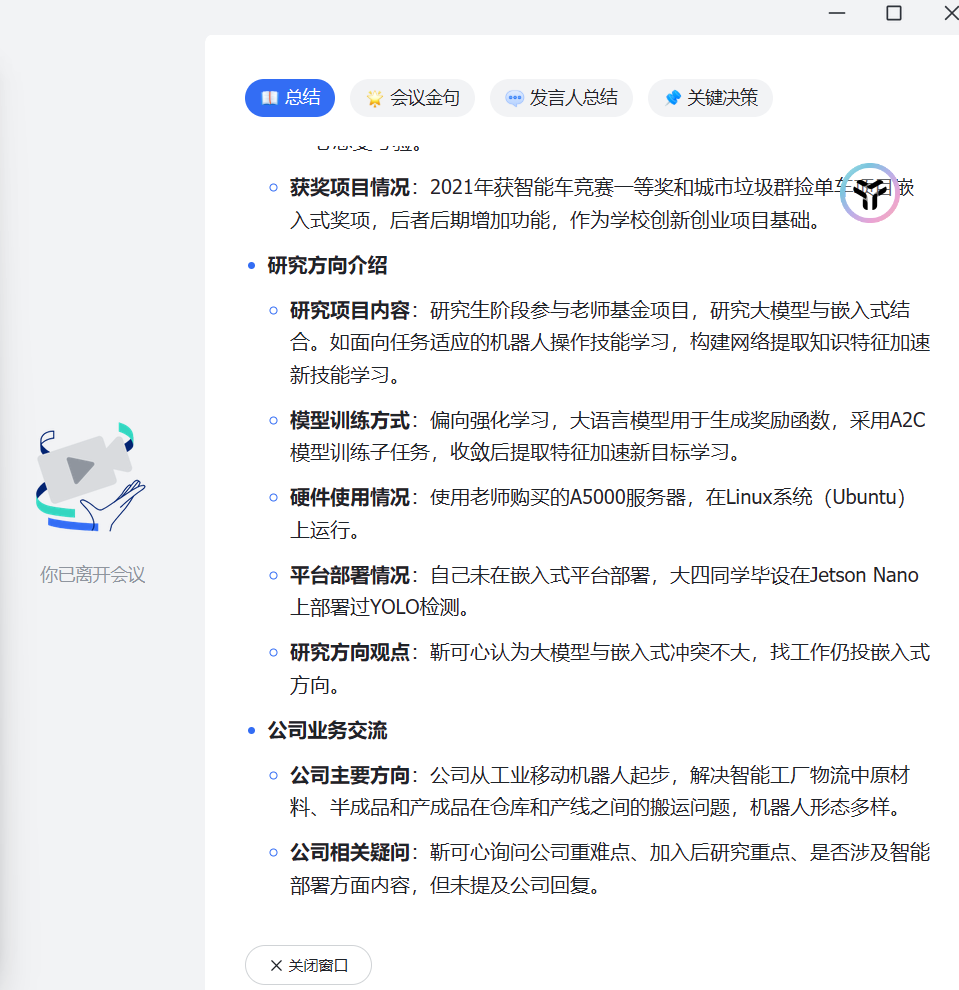 总结
会议金句
发言人总结
关键决策
获奖项目情况：2021年获智能车竞赛一等奖和城市垃圾群捡单车项目嵌
入式奖项，后者后期增加功能，作为学校创新创业项目基础。
研究方向介绍
研究项目内容：研究生阶段参与老师基金项目，研究大模型与嵌入式结
合。如面向任务适应的机器人操作技能学习，构建网络提取知识特征加速
新技能学习。
模型训练方式：偏向强化学习，大语言模型用于生成奖励函数，采用A2C
模型训练子任务，收敛后提取特征加速新目标学习。
硬件使用情况：使用老师购买的A5000服务器，在Linux系统（Ubuntu）
上运行。
平台部署情况：自己未在嵌入式平台部署，大四同学毕设在Jetson Nano
上部署过YOLO检测。
研究方向观点：靳可心认为大模型与嵌入式冲突不大，找工作仍投嵌入式
方向。
公司业务交流
公司主要方向：公司从工业移动机器人起步，解决智能工厂物流中原材
料、半成品和产成品在仓库和产线之间的搬运问题，机器人形态多样。
公司相关疑问：靳可心询问公司重难点、加入后研究重点、是否涉及智能
部署方面内容，但未提及公司回复。
你已离开会议
关闭窗口